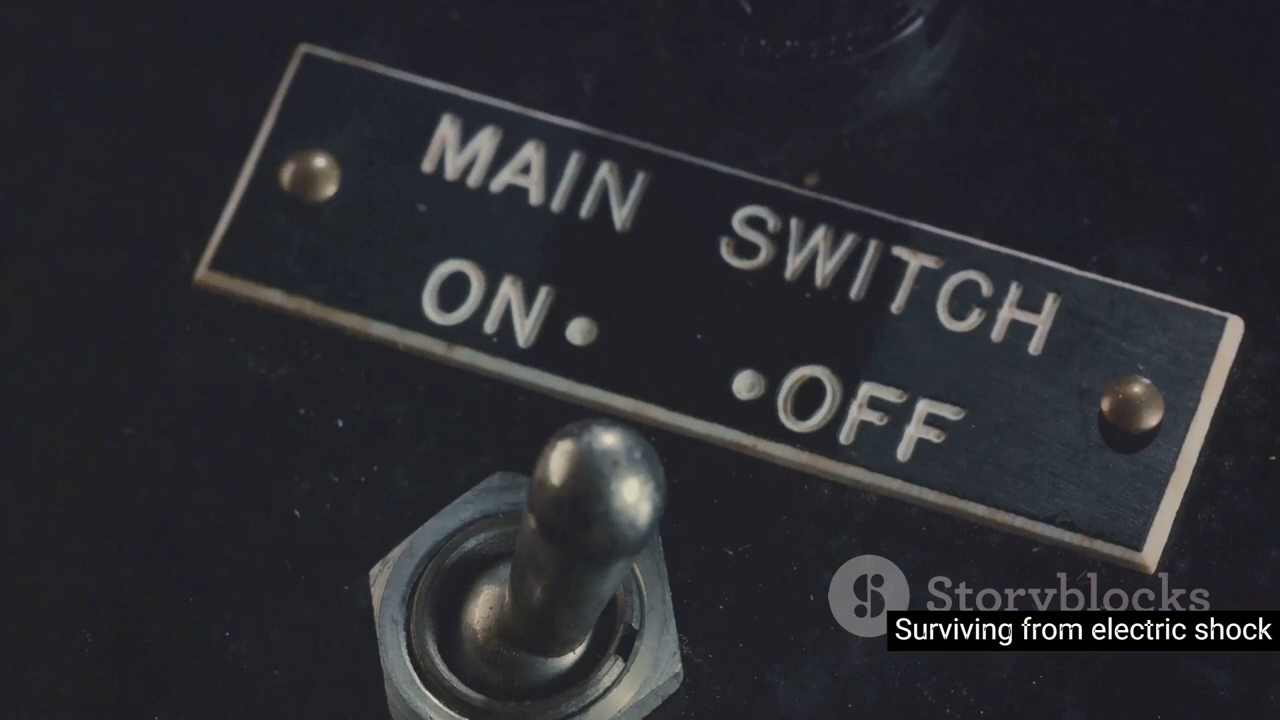 MAIN SWITCH
ON • • OFF
Storyblocks
Surviving from electric shock